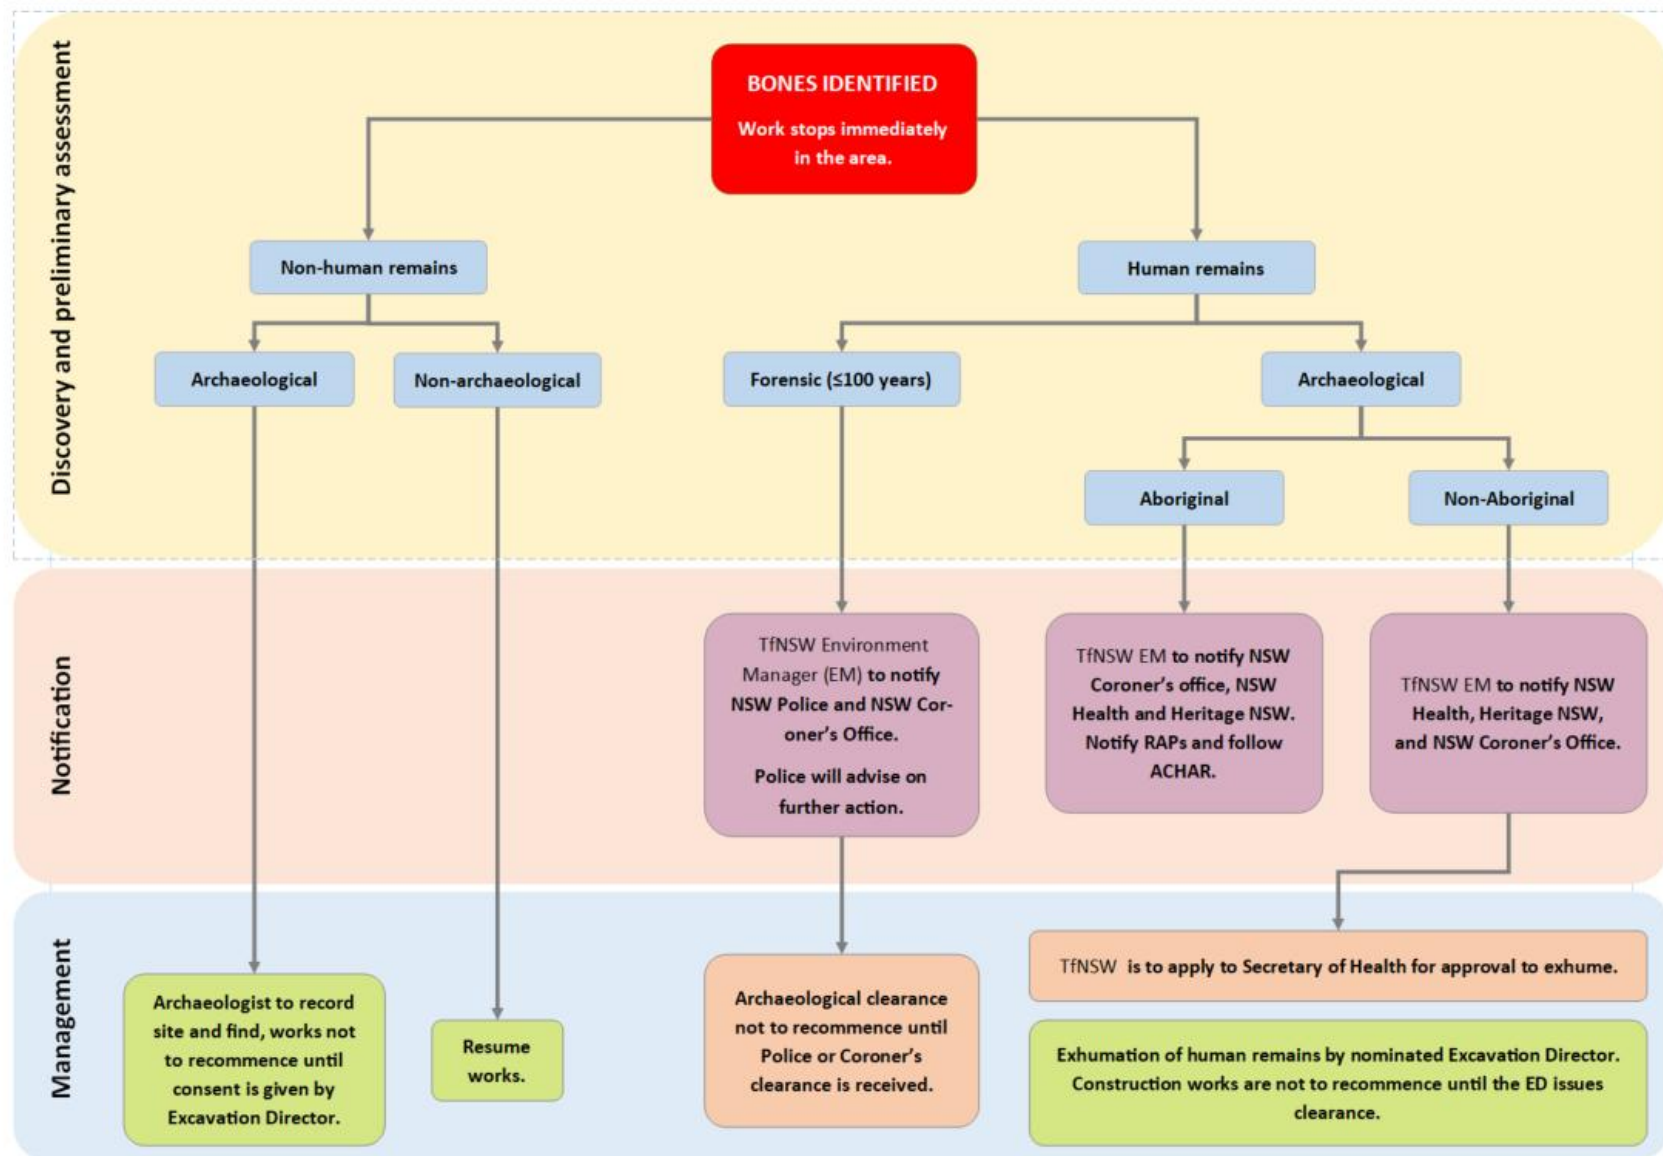 Discovery and preliminary assessment
BONES IDENTIFIED
Work stops immediately
in the area.
Non-human remains
Human remains
Archaeological
Non-archaeological
Forensic (≤100 years)
Archaeological
Aboriginal
Non-Aboriginal
Notification
TfNSW Environment
Manager (EM) to notify
NSW Police and NSW Cor-
oner's Office.
Police will advise on
further action.
TfNSW EM to notify NSW
Coroner's office, NSW
Health and Heritage NSW.
Notify RAPs and follow
ACHAR.
TfNSW EM to notify NSW
Health, Heritage NSW,
and NSW Coroner's Office.
Management
Archaeologist to record
site and find, works not
to recommence until
consent is given by
Excavation Director.
Resume
works.
Archaeological clearance
not to recommence until
Police or Coroner's
clearance is received.
TfNSW is to apply to Secretary of Health for approval to exhume.
Exhumation of human remains by nominated Excavation Director.
Construction works are not to recommence until the ED issues
clearance.